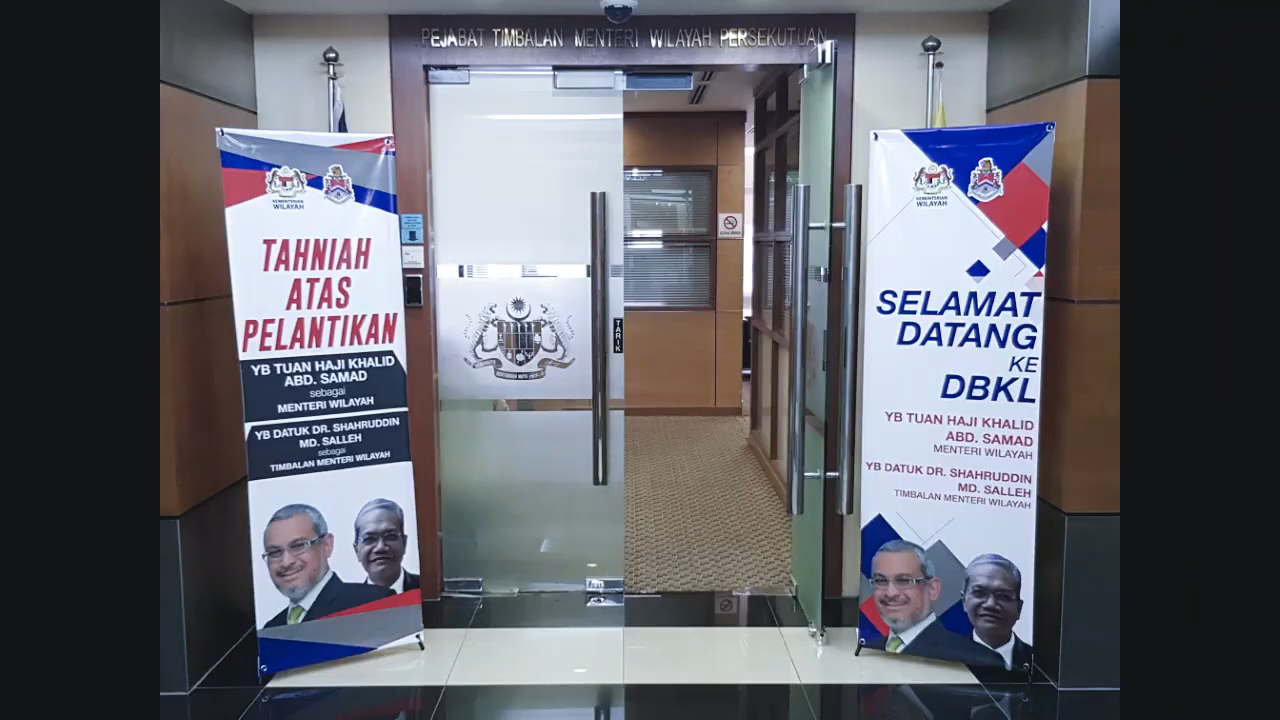 PEJABAT TIMBALAN MENTERI WILAYAH PERSEKUTUAN
KEMENTERIAN
WILAYAH
TAHNIAH
ATAS
PELANTIKAN
YB TUAN HAJI KHALID
ABD. SAMAD
sebagai
MENTERI WILAYAH
YB DATUK DR. SHAHRUDDIN
MD. SALLEH
sebagai
TIMBALAN MENTERI WILAYAH
TARIK
KEMENTERIAN
WILAYAH
SELAMAT
DATANG
KE
DBKL
YB TUAN HAJI KHALID
ABD. SAMAD
MENTERI WILAYAH
YB DATUK DR. SHAHRUDDIN
MD. SALLEH
TIMBALAN MENTERI WILAYAH